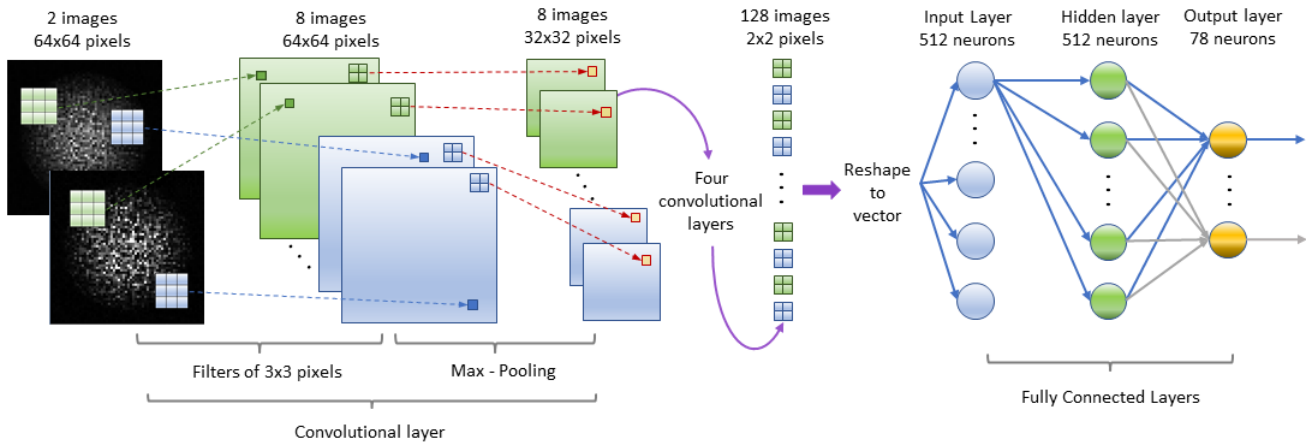 2 images
64x64 pixels
8 images
64x64 pixels
8 images
32x32 pixels
128 images
2x2 pixels
Input Layer
512 neurons
Hidden layer
512 neurons
Output layer
78 neurons
Four
convolutional
layers
Reshape
to
vector
Filters of 3x3 pixels
Max - Pooling
Convolutional layer
Fully Connected Layers